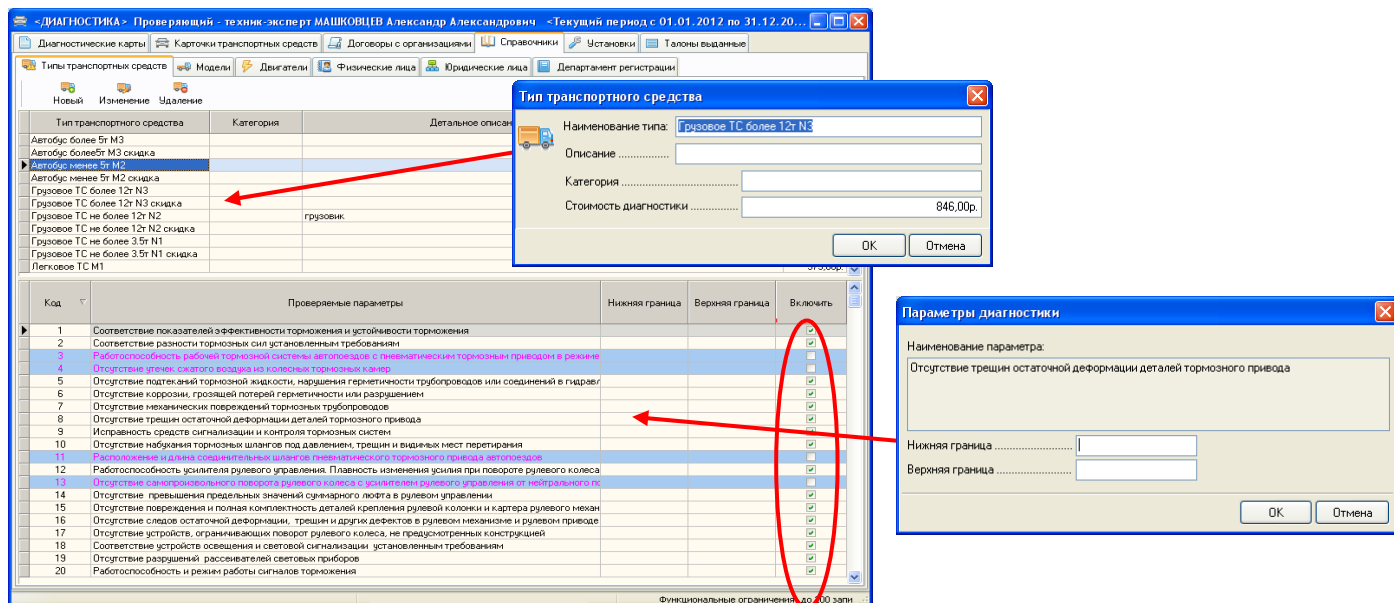 <ДИАГНОСТИКА> Проверяющий - техник-эксперт МАШКОВЦЕВ Александр Александрович <Текущий период с 01.01.2012 по 31.12.20...
Диагностические карты Карточки транспортных средств Договоры с организациями Справочники Установки Талоны выданные
Типы транспортных средств Модели Двигатели Физические лица Юридические лица Департамент регистрации
Новый Изменение Удаление
Тип транспортного средства Категория Детальное описан
Автобус более 5т М3
Автобус более5т М3 скидка
Автобус менее 5т М2
Автобус менее 5т М2 скидка
Грузовое ТС более 12т N3
Грузовое ТС более 12т N3 скидка
Грузовое ТС не более 12т N2 грузовик
Грузовое ТС не более 12т N2 скидка
Грузовое ТС не более 3.5т N1
Грузовое ТС не более 3.5т N1 скидка
Легковое ТС М1
Тип транспортного средства
Наименование типа: Грузовое ТС более 12т N3
Описание ................
Категория ......................................
Стоимость диагностики ................ 846,00р.
OK Отмена
Код Проверяемые параметры Нижняя граница Верхняя граница Включить
1 Соответствие показателей эффективности торможения и устойчивости торможения
2 Соответствие разности тормозных сил установленным требованиям
3 Работоспособность рабочей тормозной системы автопоездов с пневматическим тормозным приводом в режиме
4 Отсутствие утечек сжатого воздуха из колесных тормозных камер
5 Отсутствие подтеканий тормозной жидкости, нарушения герметичности трубопроводов или соединений в гидравл
6 Отсутствие коррозии, грозящей потерей герметичности или разрушением
7 Отсутствие механических повреждений тормозных трубопроводов
8 Отсутствие трещин остаточной деформации деталей тормозного привода
9 Исправность средств сигнализации и контроля тормозных систем
10 Отсутствие набухания тормозных шлангов под давлением, трещин и видимых мест перетирания
11 Расположение и длина соединительных шлангов пневматического тормозного привода автопоездов
12 Работоспособность усилителя рулевого управления. Плавность изменения усилия при повороте рулевого колеса
13 Отсутствие самопроизвольного поворота рулевого колеса с усилителем рулевого управления от нейтрального по
14 Отсутствие превышения предельных значений суммарного люфта в рулевом управлении
15 Отсутствие повреждения и полная комплектность деталей крепления рулевой колонки и картера рулевого механ
16 Отсутствие следов остаточной деформации, трещин и других дефектов в рулевом механизме и рулевом приводе
17 Отсутствие устройств, ограничивающих поворот рулевого колеса, не предусмотренных конструкцией
18 Соответствие устройств освещения и световой сигнализации установленным требованиям
19 Отсутствие разрушений рассеивателей световых приборов
20 Работоспособность и режим работы сигналов торможения
Функциональные ограничения до запи
Параметры диагностики
Наименование параметра:
Отсутствие трещин остаточной деформации деталей тормозного привода
Нижняя граница ..........................
Верхняя граница .........................
OK Отмена